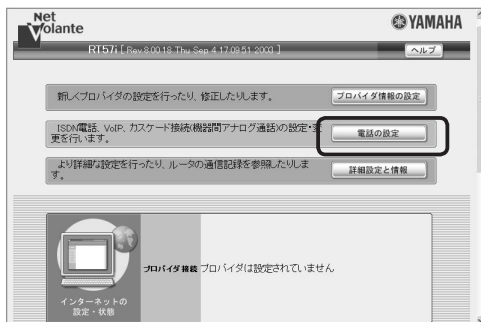 Net
Volante
YAMAHA
RT57i [ Rev.8.00.18 Thu Sep 4 17:09:51 2003 ]
ヘルプ
新しくプロバイダの設定を行ったり、修正したりします。
プロバイダ情報の設定
ISDN電話、VoIP、カスケード接続(機器間アナログ通話)の設定・変
更を行います。
電話の設定
より詳細な設定を行ったり、ルータの通信記録を参照したりしま
す。
詳細設定と情報
プロバイダ接続 プロバイダは設定されていません
インターネットの
設定・状態